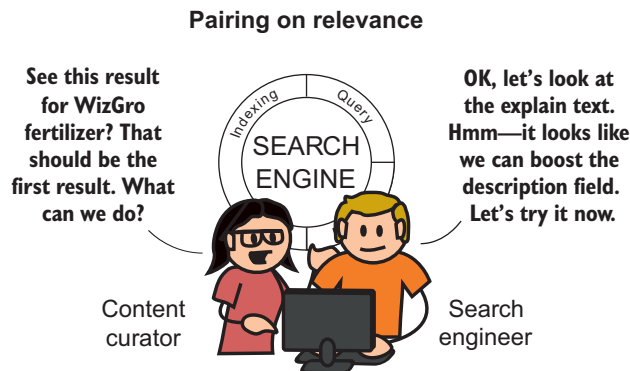 Pairing on relevance
See this result
for WizGro
fertilizer? That
should be the
first result. What
can we do?
Indexing
Query
SEARCH
ENGINE
OK, let's look at
the explain text.
Hmm—it looks like
we can boost the
description field.
Let's try it now.
Content
curator
Search
engineer